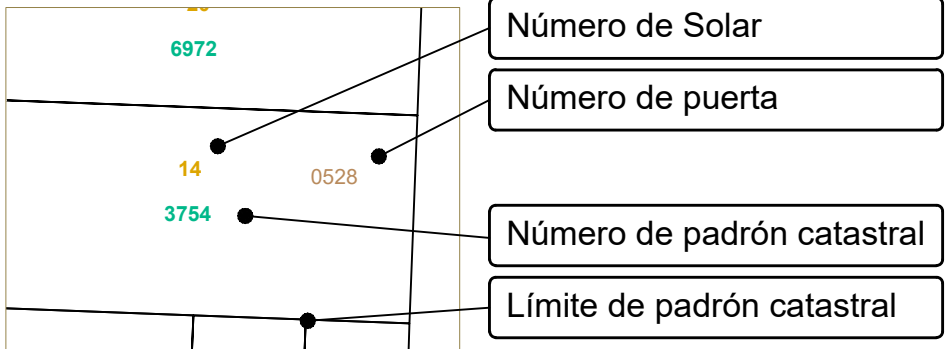 6972
Número de Solar
Número de puerta
14
0528
3754
Número de padrón catastral
Límite de padrón catastral